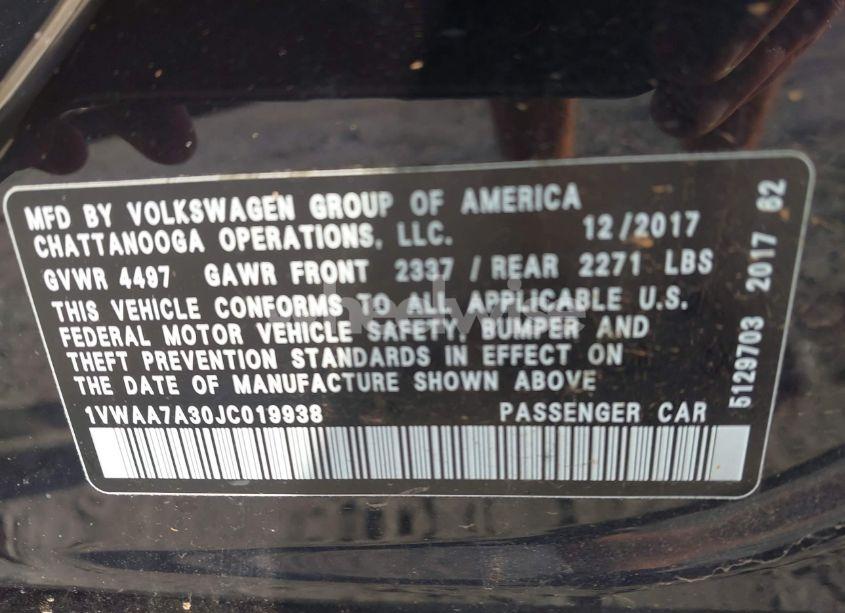 MFD BY VOLKSWAGEN GROUP OF AMERICA
CHATTANOOGA OPERATIONS, LLC. 12/2017
GVWR 4497 GAWR FRONT 2337 / REAR 2271 LBS
THIS VEHICLE CONFORMS TO ALL APPLICABLE U.S.
FEDERAL MOTOR VEHICLE SAFETY, BUMPER AND
THEFT PREVENTION STANDARDS IN EFFECT ON
THE DATE OF MANUFACTURE SHOWN ABOVE
1VWAA7A30JC019938 PASSENGER CAR
5129703 2017 62